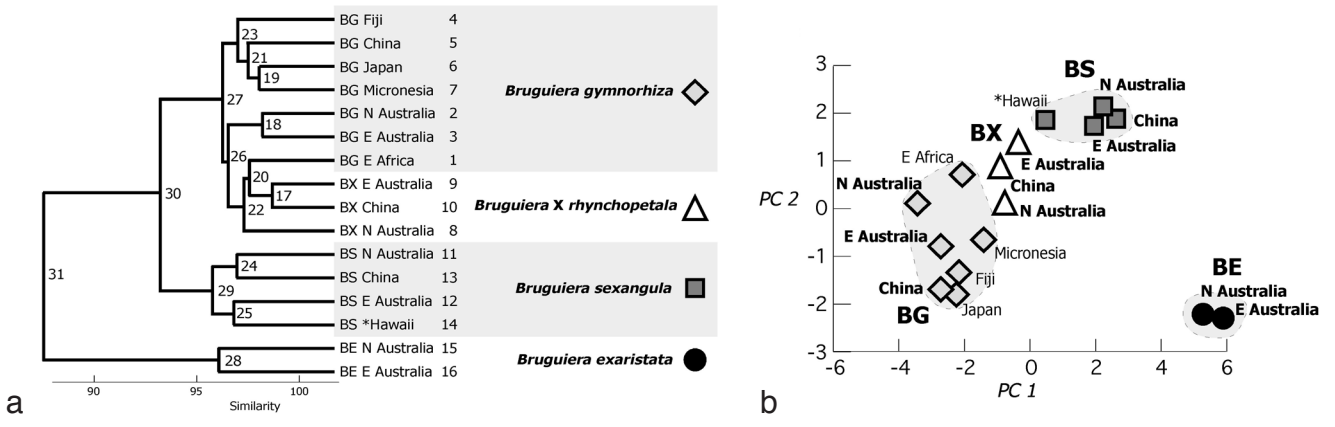 BG Fiji 4
BG China 5
BG Japan 6
BG Micronesia 7
BG N Australia 2
BG E Australia 3
BG E Africa 1
BX E Australia 9
BX China 10
BX N Australia 8
BS N Australia 11
BS China 13
BS E Australia 12
BS *Hawaii 14
BE N Australia 15
BE E Australia 16
23
21
19
27
18
26
20
17
22
30
24
29
25
31
28
Bruguiera gymnorhiza
Bruguiera X rhynchopetala
Bruguiera sexangula
Bruguiera exaristata
90 95 100
Similarity
a
3
2
1
0
-1
-2
-3
PC 2
-6 -4 -2 0 2 4 6
PC 1
BS
N Australia
*Hawaii
China
E Australia
BX
E Australia
China
N Australia
E Africa
N Australia
E Australia
Micronesia
Fiji
China
Japan
BG
BE
N Australia
E Australia
b